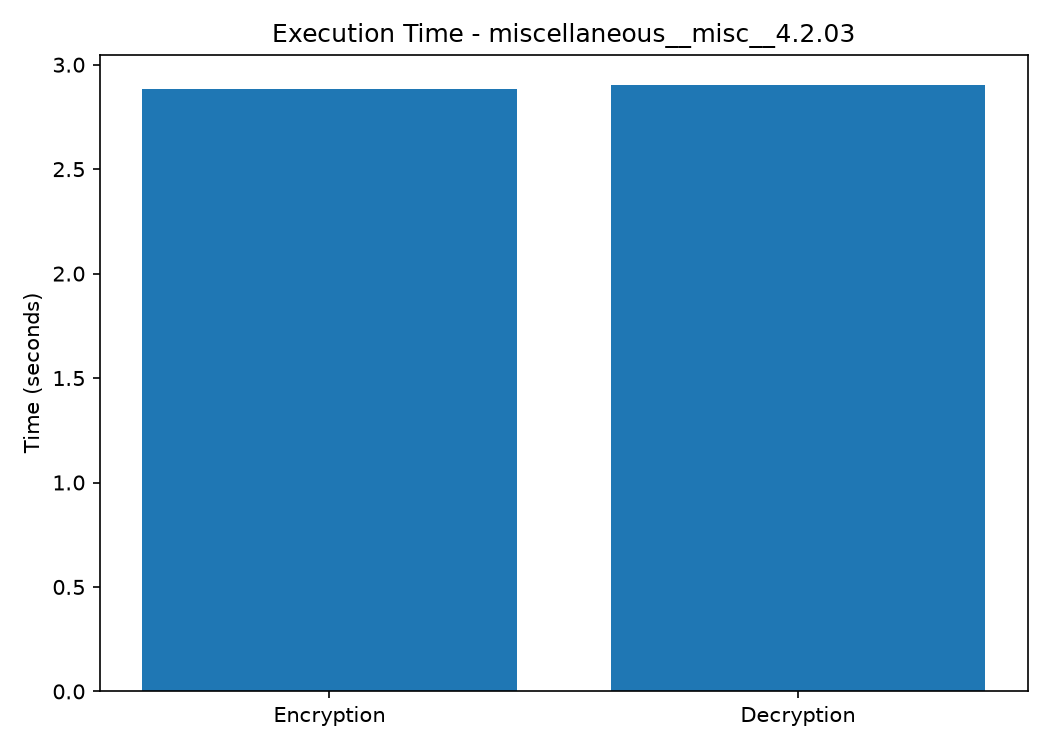 Execution Time - miscellaneous__misc__4.2.03
Time (seconds)
3.0
2.5
2.0
1.5
1.0
0.5
0.0
Encryption
Decryption